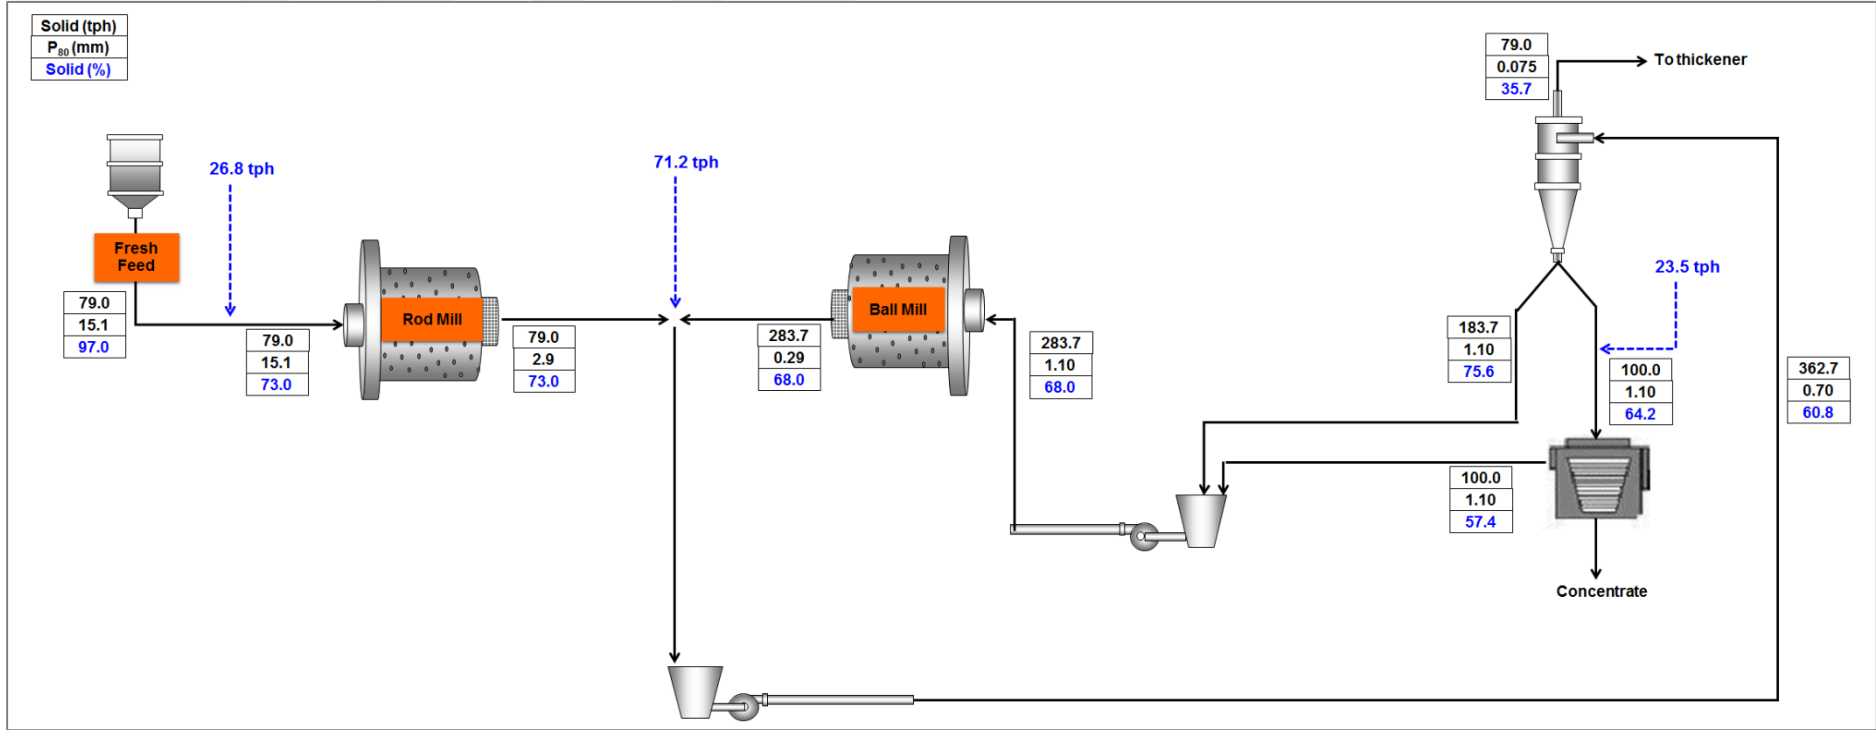 Solid (tph)
P80 (mm)
Solid (%)
79.0
0.075
35.7
To thickener
26.8 tph
71.2 tph
Fresh
Feed
79.0
15.1
97.0
79.0
15.1
73.0
Rod Mill
79.0
2.9
73.0
283.7
0.29
68.0
Ball Mill
283.7
1.10
68.0
23.5 tph
183.7
1.10
75.6
100.0
1.10
64.2
362.7
0.70
60.8
100.0
1.10
57.4
Concentrate